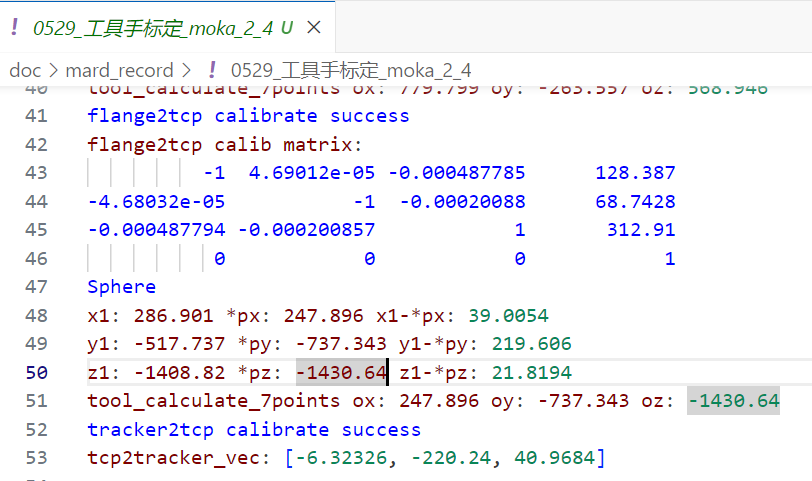 ! 0529_工具手标定_moka_2_4 U ×
doc > mard_record > ! 0529_工具手标定_moka_2_4
40 tool_calculate_7points ox: 779.799 oy: -263.557 oz: 568.946
41 flange2tcp calibrate success
42 flange2tcp calib matrix:
43 -1 4.69012e-05 -0.000487785 128.387
44 -4.68032e-05 -1 -0.00020088 68.7428
45 -0.000487794 -0.000200857 1 312.91
46 0 0 0 1
47 Sphere
48 x1: 286.901 *px: 247.896 x1-*px: 39.0054
49 y1: -517.737 *py: -737.343 y1-*py: 219.606
50 z1: -1408.82 *pz: -1430.64 z1-*pz: 21.8194
51 tool_calculate_7points ox: 247.896 oy: -737.343 oz: -1430.64
52 tracker2tcp calibrate success
53 tcp2tracker_vec: [-6.32326, -220.24, 40.9684]